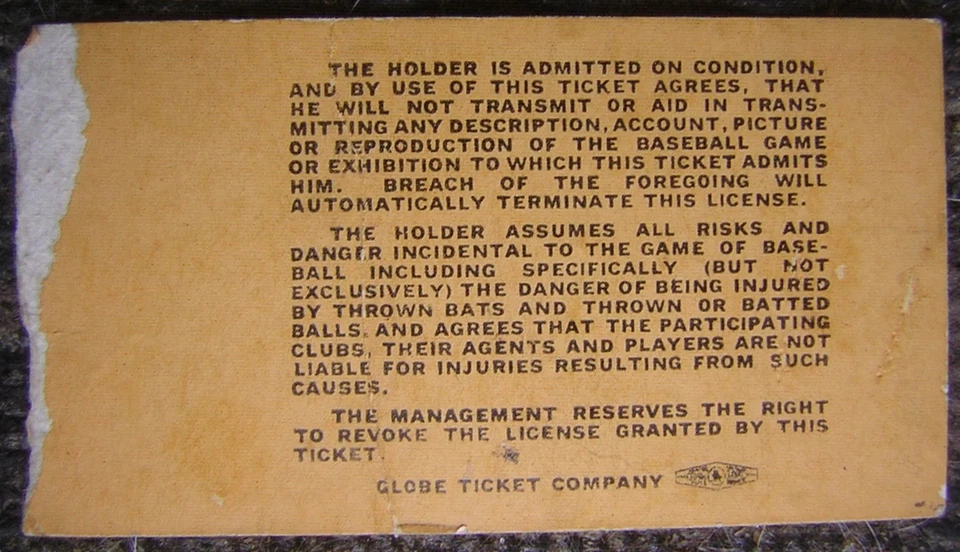 THE HOLDER IS ADMITTED ON CONDITION,
AND BY USE OF THIS TICKET AGREES, THAT
HE WILL NOT TRANSMIT OR AID IN TRANS-
MITTING ANY DESCRIPTION, ACCOUNT, PICTURE
OR REPRODUCTION OF THE BASEBALL GAME
OR EXHIBITION TO WHICH THIS TICKET ADMITS
HIM. BREACH OF THE FOREGOING WILL
AUTOMATICALLY TERMINATE THIS LICENSE.
THE HOLDER ASSUMES ALL RISKS AND
DANGER INCIDENTAL TO THE GAME OF BASE-
BALL INCLUDING SPECIFICALLY (BUT NOT
EXCLUSIVELY) THE DANGER OF BEING INJURED
BY THROWN BATS AND THROWN OR BATTED
BALLS, AND AGREES THAT THE PARTICIPATING
CLUBS, THEIR AGENTS AND PLAYERS ARE NOT
LIABLE FOR INJURIES RESULTING FROM SUCH
CAUSES.
THE MANAGEMENT RESERVES THE RIGHT
TO REVOKE THE LICENSE GRANTED BY THIS
TICKET.
GLOBE TICKET COMPANY